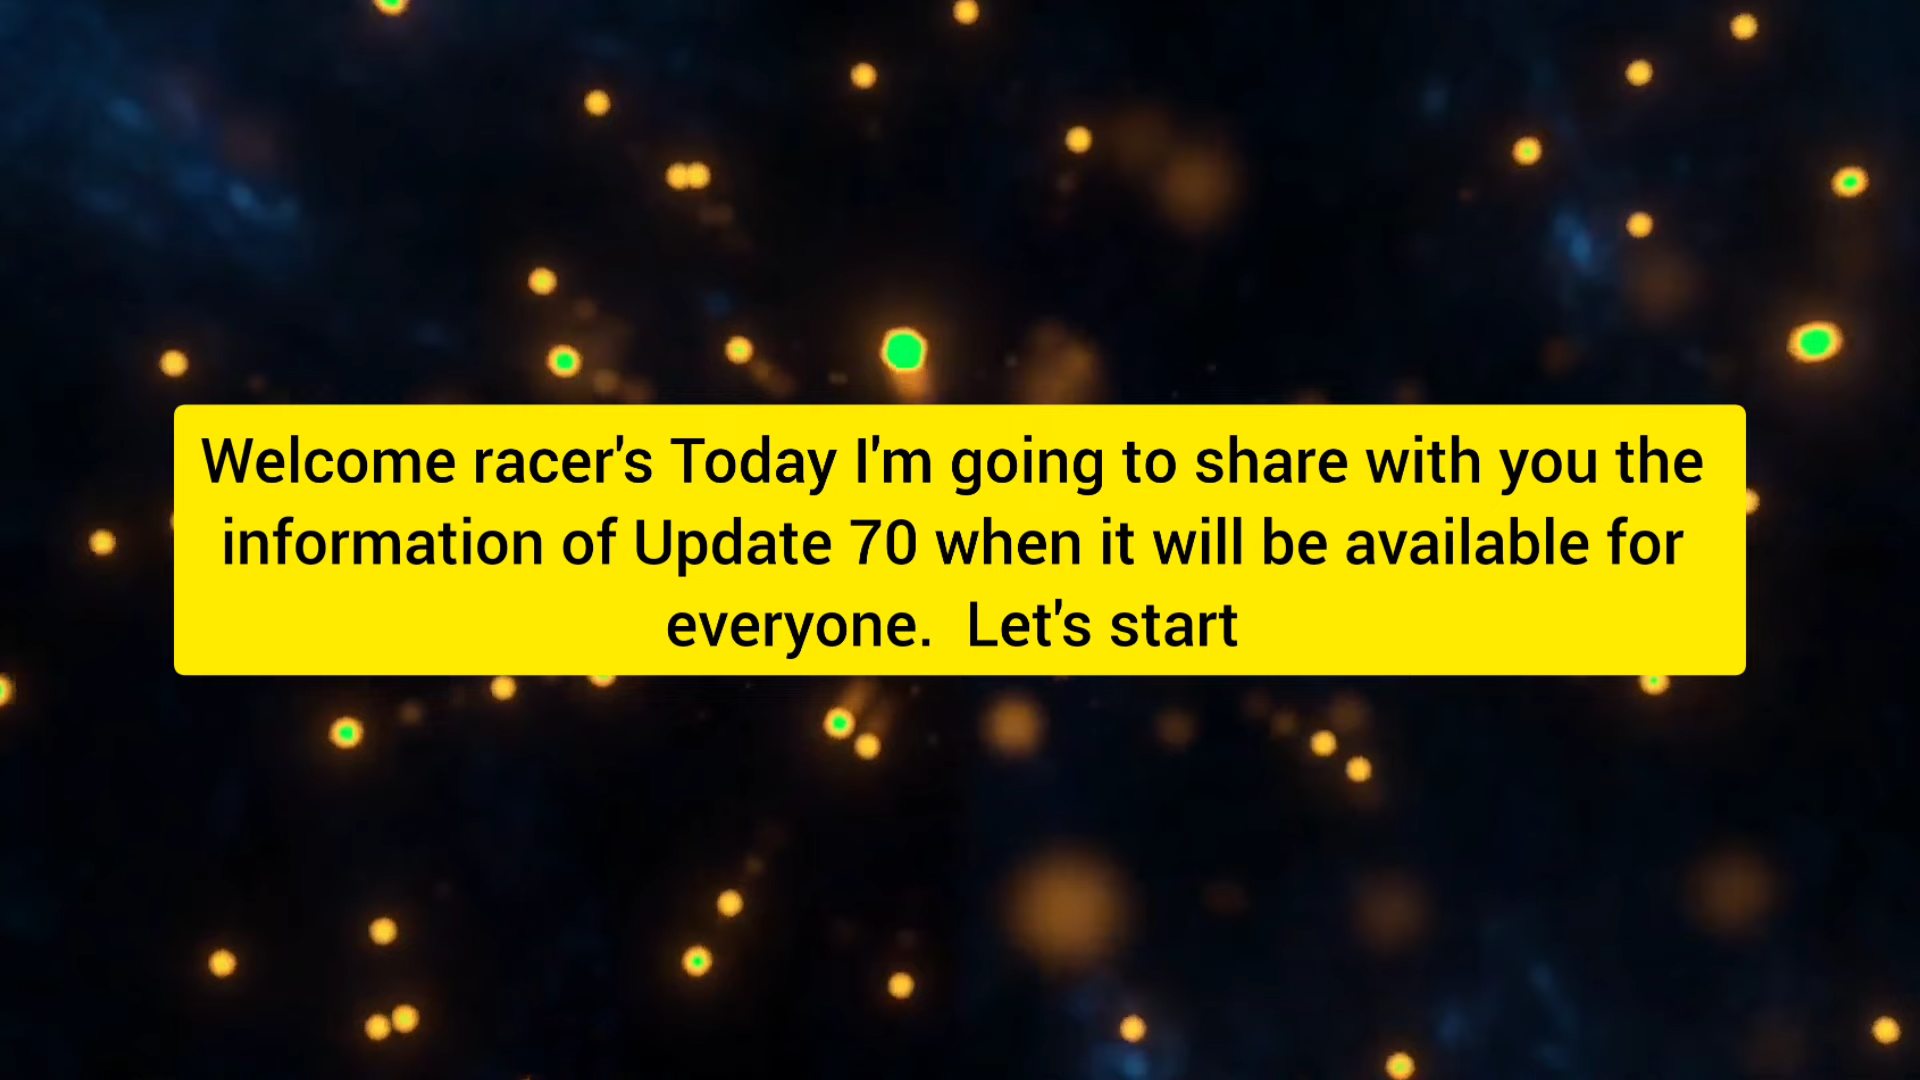 Welcome racer's Today I'm going to share with you the
information of Update 70 when it will be available for
everyone.  Let's start